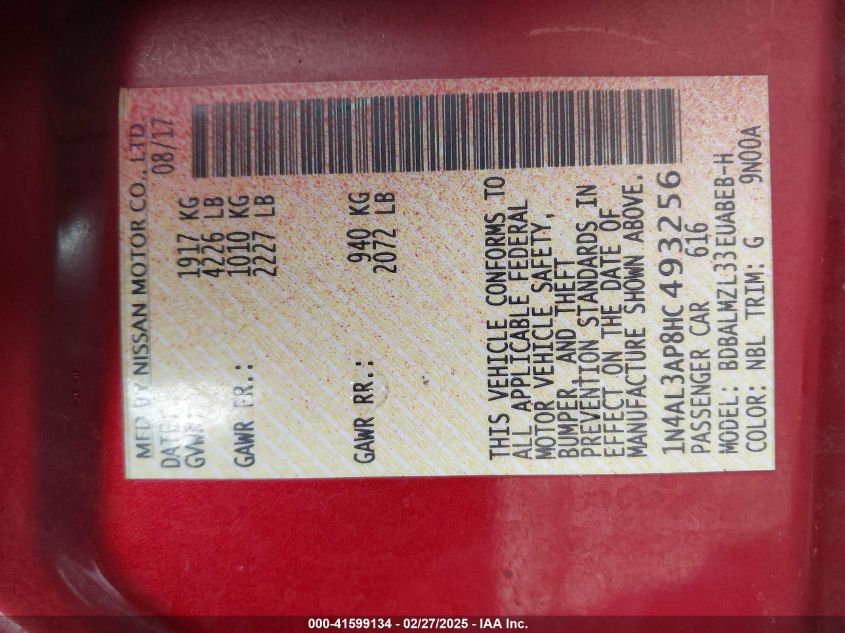 MFD BY NISSAN MOTOR CO., LTD
DATE: 08/17
GVWR: 1917 KG
4226 LB
GAWR FR.: 1010 KG
2227 LB
GAWR RR.: 940 KG
2072 LB
THIS VEHICLE CONFORMS TO
ALL APPLICABLE FEDERAL
MOTOR VEHICLE SAFETY,
BUMPER, AND THEFT
PREVENTION STANDARDS IN
EFFECT ON THE DATE OF
MANUFACTURE SHOWN ABOVE.
1N4AL3AP8HC493256
PASSENGER CAR 616
MODEL: BDBALMZL33EUABEB-H
COLOR: NBL TRIM: G 9N00A
000-41599134 - 02/27/2025 - IAA Inc.